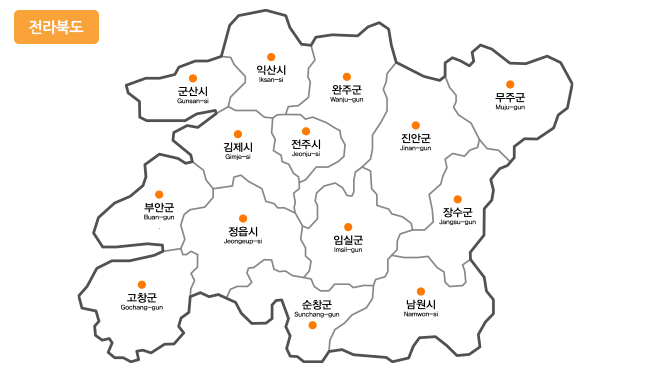 전라북도
익산시
Iksan-si
군산시
Gunsan-si
완주군
Wanju-gun
무주군
Muju-gun
김제시
Gimje-si
전주시
Jeonju-si
진안군
Jinan-gun
부안군
Buan-gun
장수군
Jangsu-gun
정읍시
Jeongeup-si
임실군
Imsil-gun
고창군
Gochang-gun
순창군
Sunchang-gun
남원시
Namwon-si